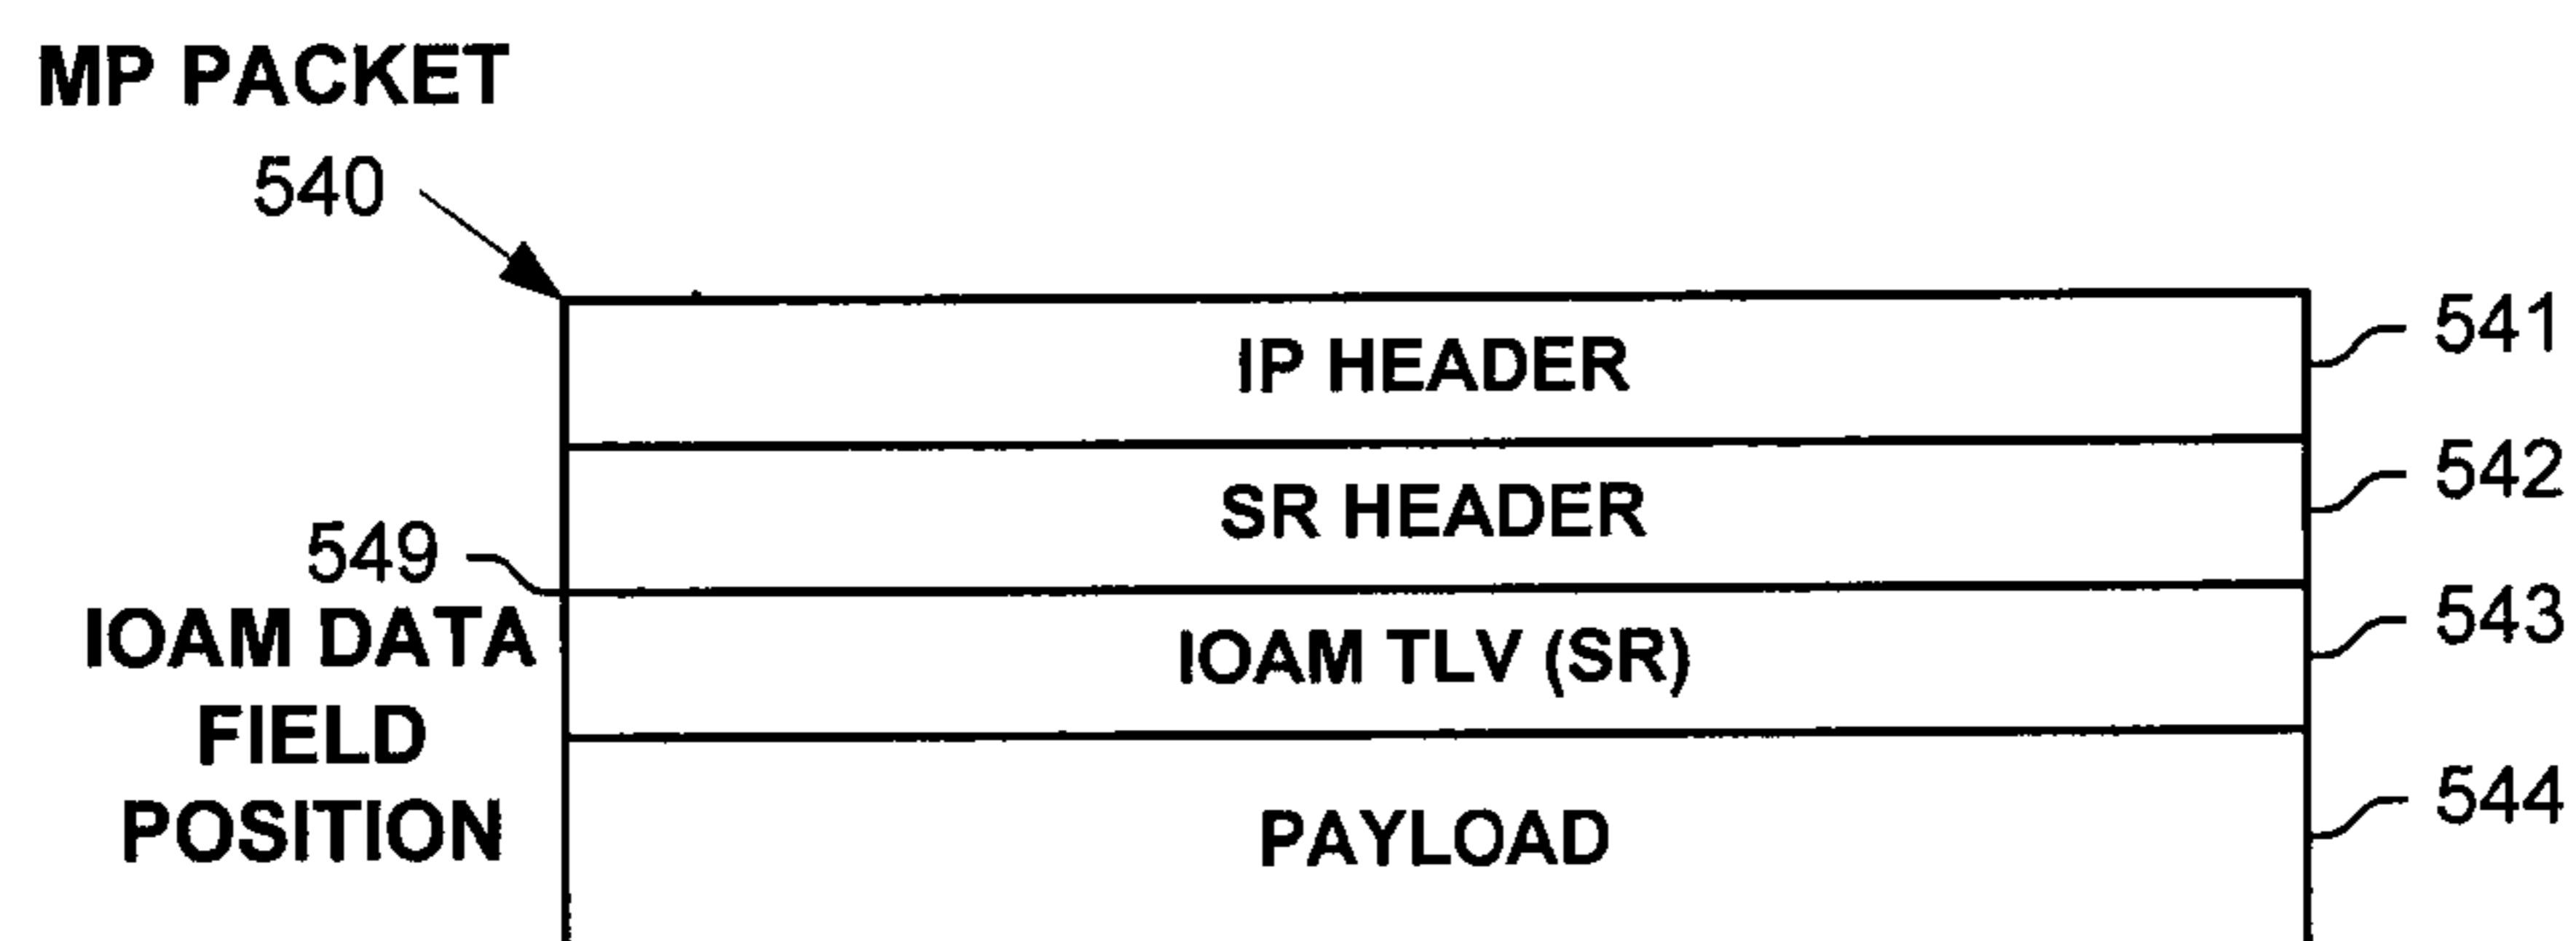 MP PACKET
540
IP HEADER
541
SR HEADER
542
549
IOAM DATA
FIELD
POSITION
IOAM TLV (SR)
543
PAYLOAD
544